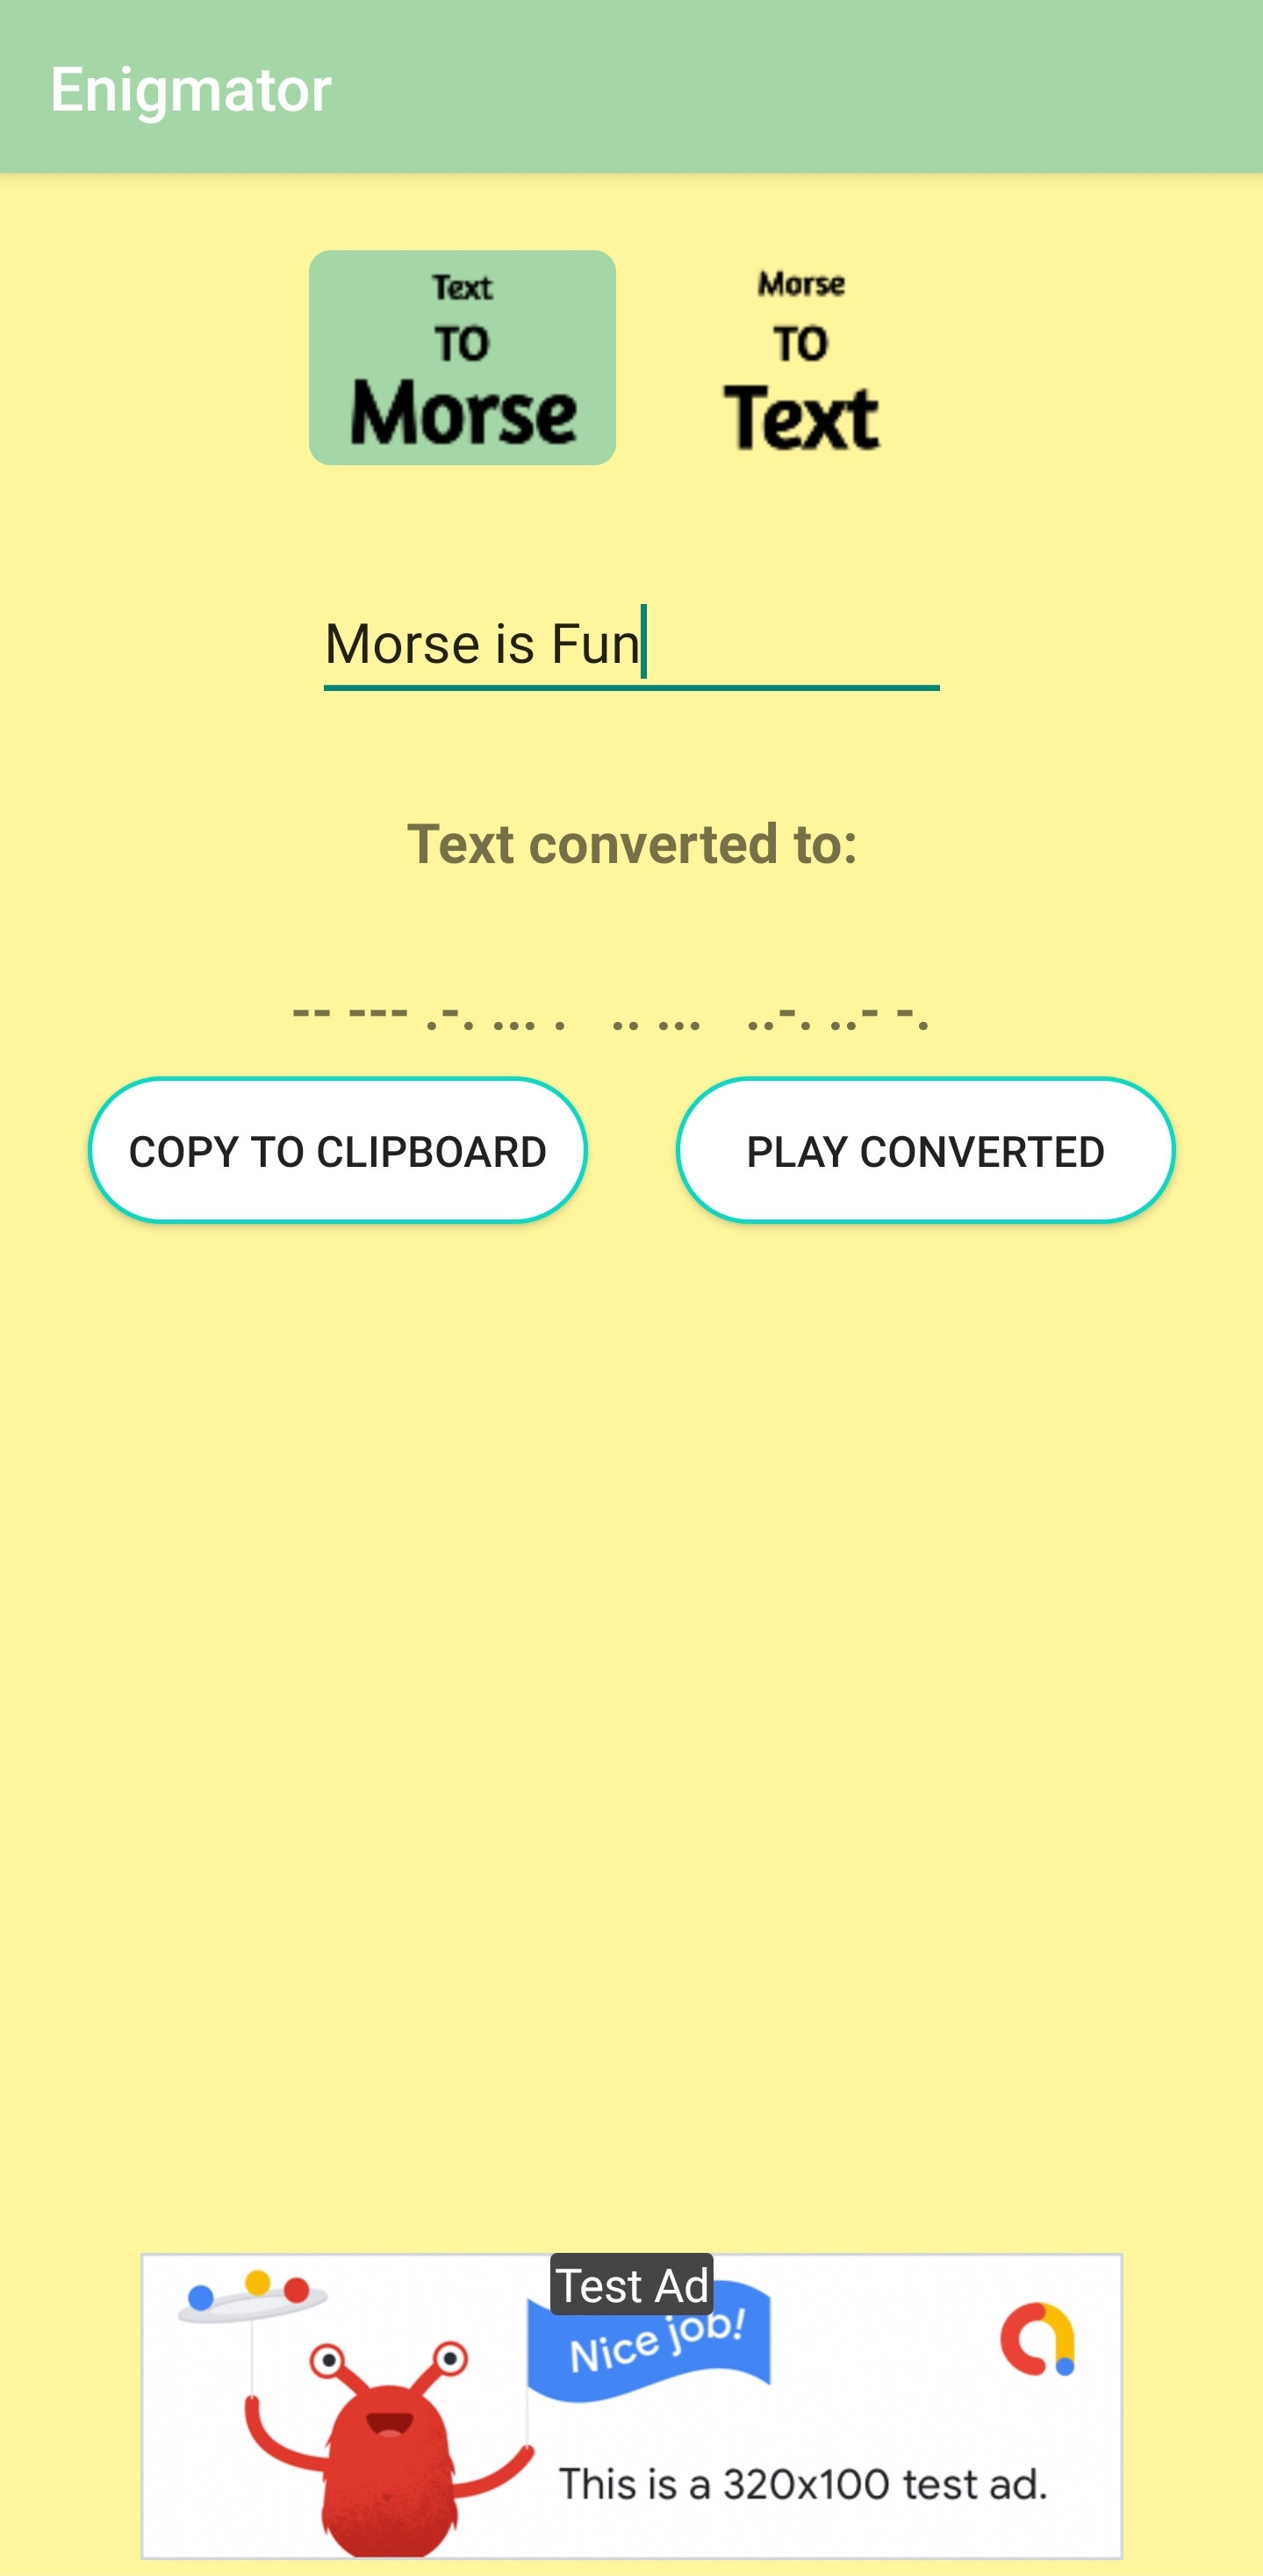 Enigmator
Text
TO
Morse
Morse
TO
Text
Morse is Fun
Text converted to:
-- --- .-. ... .   .. ...   ..-. ..- -.
COPY TO CLIPBOARD
PLAY CONVERTED
Test Ad
Nice job!
This is a 320x100 test ad.